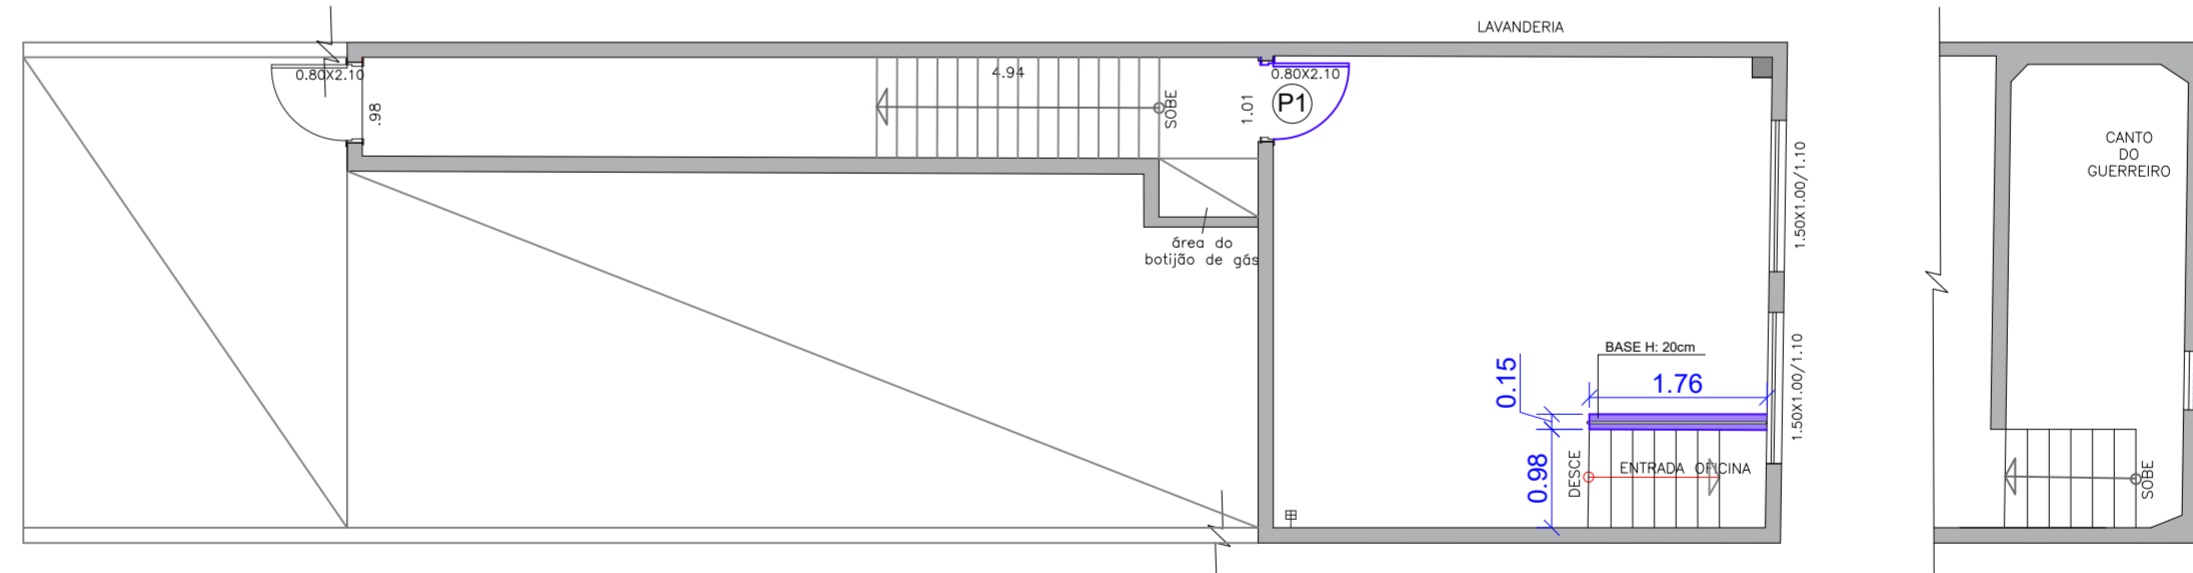 LAVANDERIA
0.80X2.10
.98
4.94
SOBE
1.01
0.80X2.10
P1
1.50X1.00/1.10
área do
botijão de gás
BASE H: 20cm
0.15
1.76
1.50X1.00/1.10
0.98
DESCE
ENTRADA OFICINA
CANTO
DO
GUERREIRO
SOBE